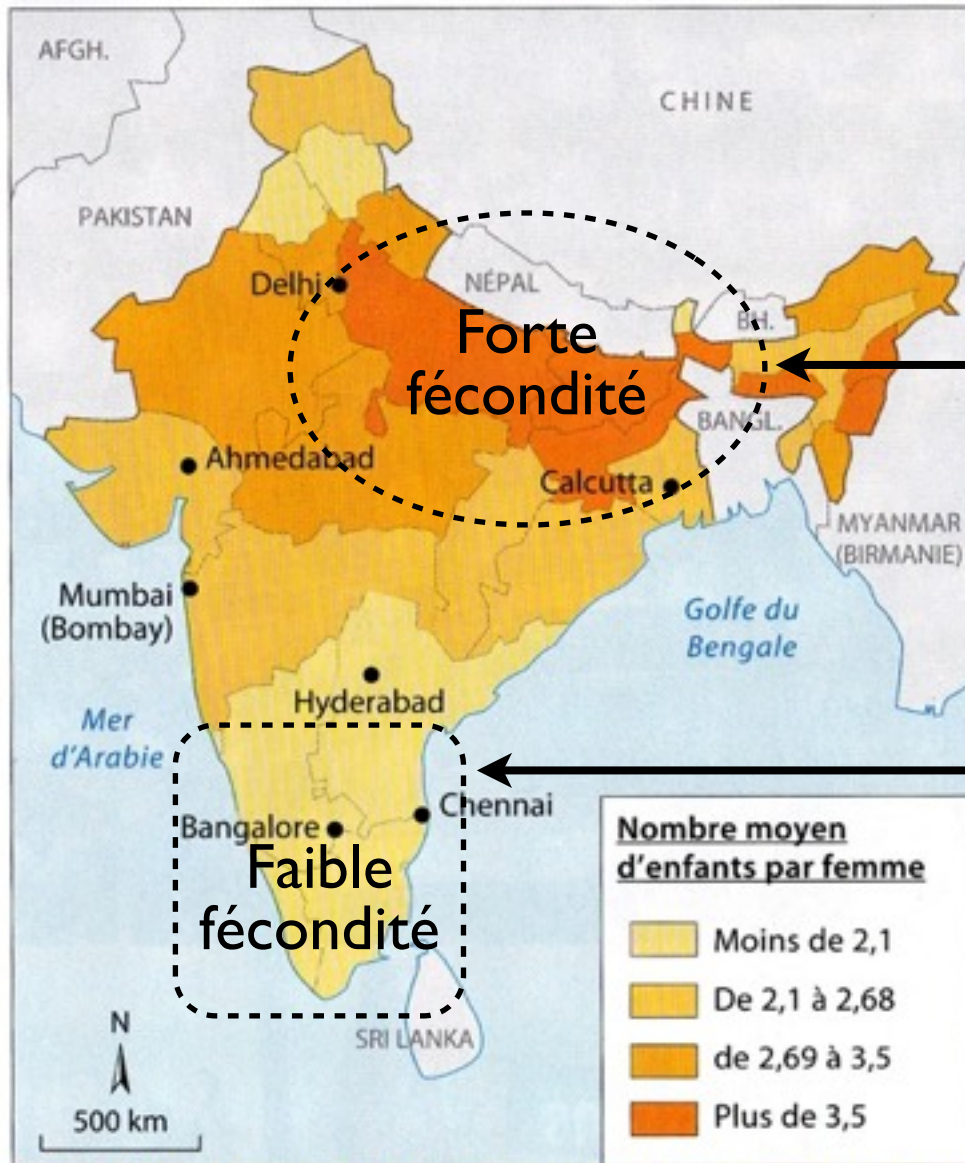 AFGH.
CHINE
PAKISTAN
Delhi
NÉPAL
BH.
Forte
fécondité
BANGL.
Ahmedabad
Calcutta
MYANMAR
(BIRMANIE)
Mumbai
(Bombay)
Golfe du
Bengale
Hyderabad
Mer
d'Arabie
Chennai
Bangalore
Faible
fécondité
SRI LANKA
N
500 km
Nombre moyen
d'enfants par femme
Moins de 2,1
De 2,1 à 2,68
de 2,69 à 3,5
Plus de 3,5